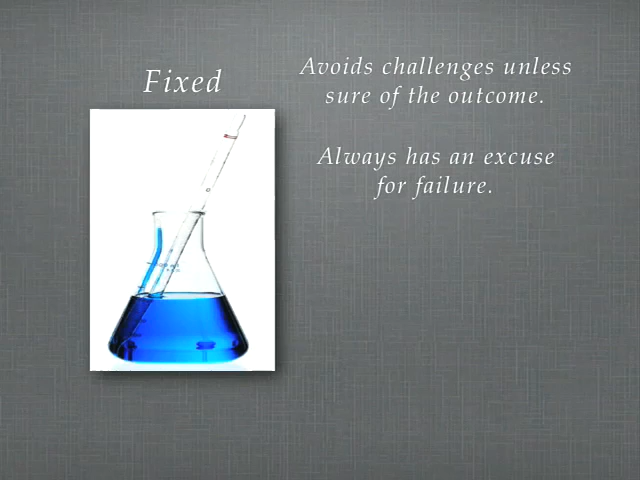 Fixed
Avoids challenges unless
sure of the outcome.
Always has an excuse
for failure.